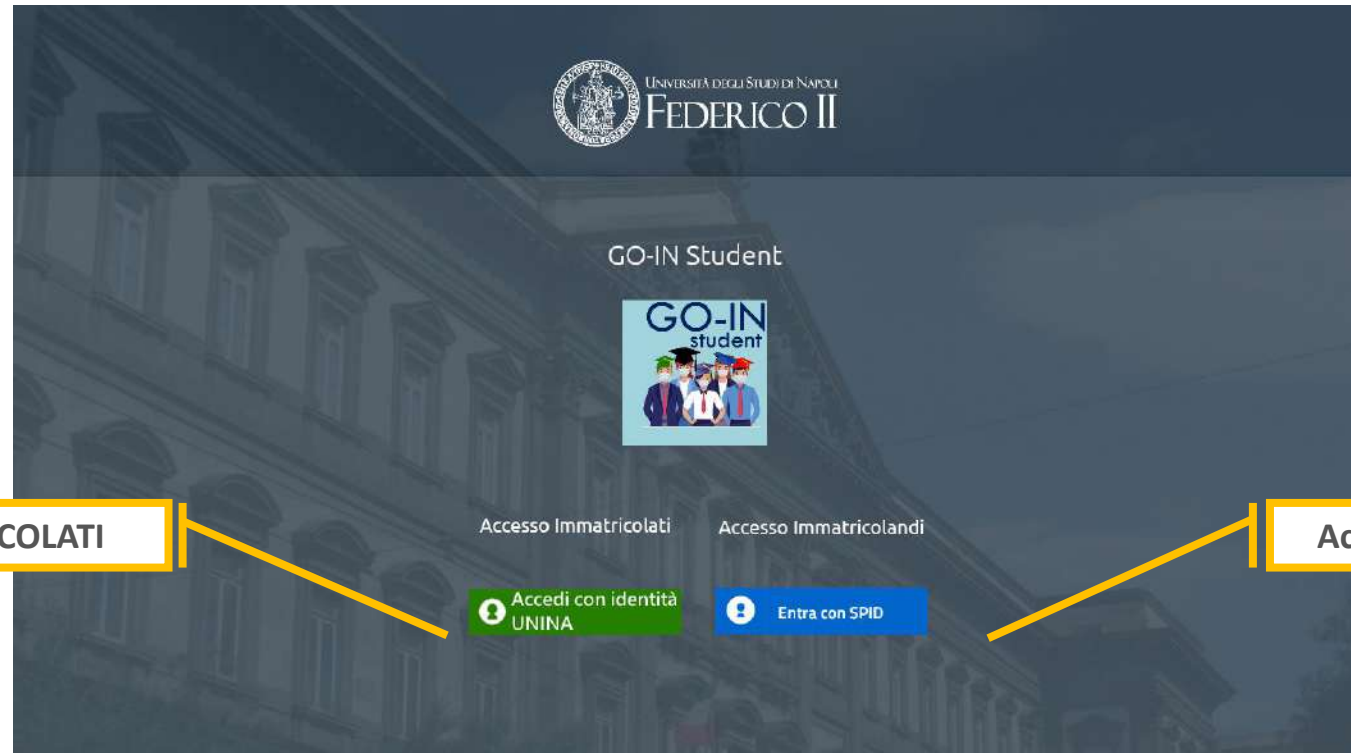 UNIVERSITÀ DEGLI STUDI DI NAPOLI
FEDERICO II
GO-IN Student
GO-IN
student
Accesso Immatricolati
Accesso Immatricolandi
COLATI
Ac
Accedi con identità
UNINA
Entra con SPID